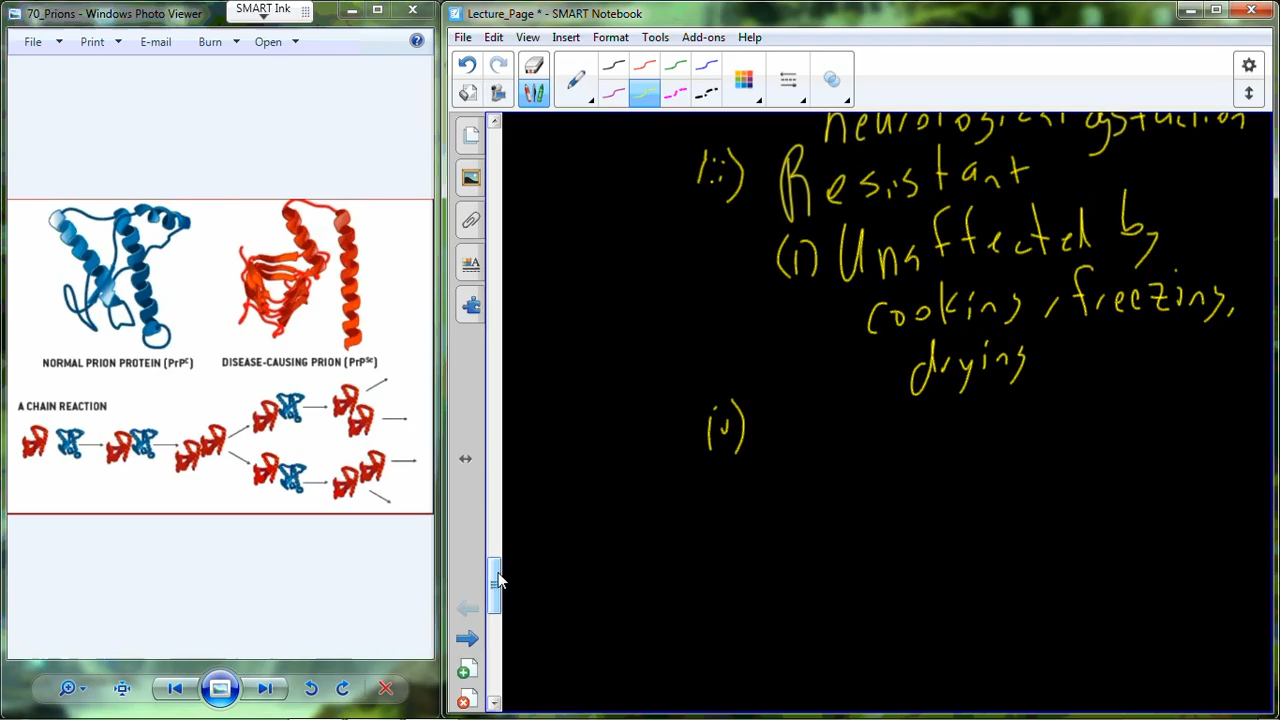 70_Prions - Windows Photo Viewer
SMART Ink
File Print E-mail Burn Open
NORMAL PRION PROTEIN (PrPC)
DISEASE-CAUSING PRION (PrPSc)
A CHAIN REACTION
Lecture_Page * - SMART Notebook
File Edit View Insert Format Tools Add-ons Help
neurological dysfunction
iii) Resistant
(i) Unaffected by
cooking, freezing,
drying
iv)